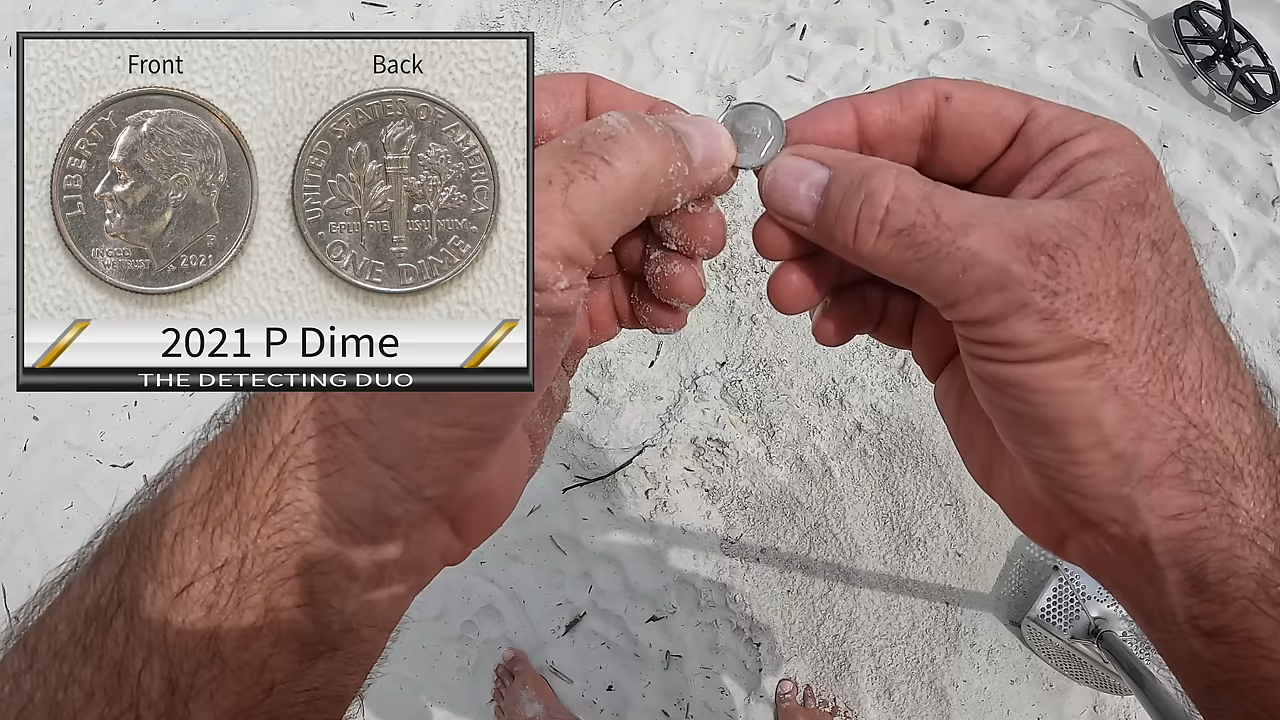 Front Back
LIBERTY
IN GOD
WE TRUST
P
2021
UNITED STATES OF AMERICA
E PLURIBUS UNUM
ONE DIME
2021 P Dime
THE DETECTING DUO